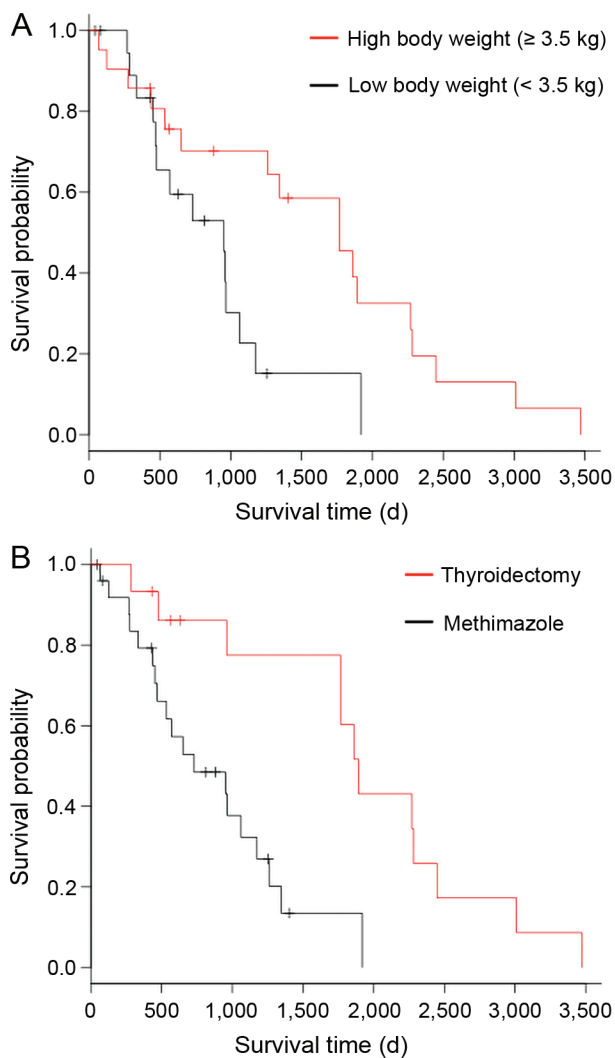 A
1.0
0.8
0.6
0.4
0.2
0.0
Survival probability
High body weight (≥ 3.5 kg)
Low body weight (< 3.5 kg)
0 500 1,000 1,500 2,000 2,500 3,000 3,500
Survival time (d)
B
1.0
0.8
0.6
0.4
0.2
0.0
Survival probability
Thyroidectomy
Methimazole
0 500 1,000 1,500 2,000 2,500 3,000 3,500
Survival time (d)